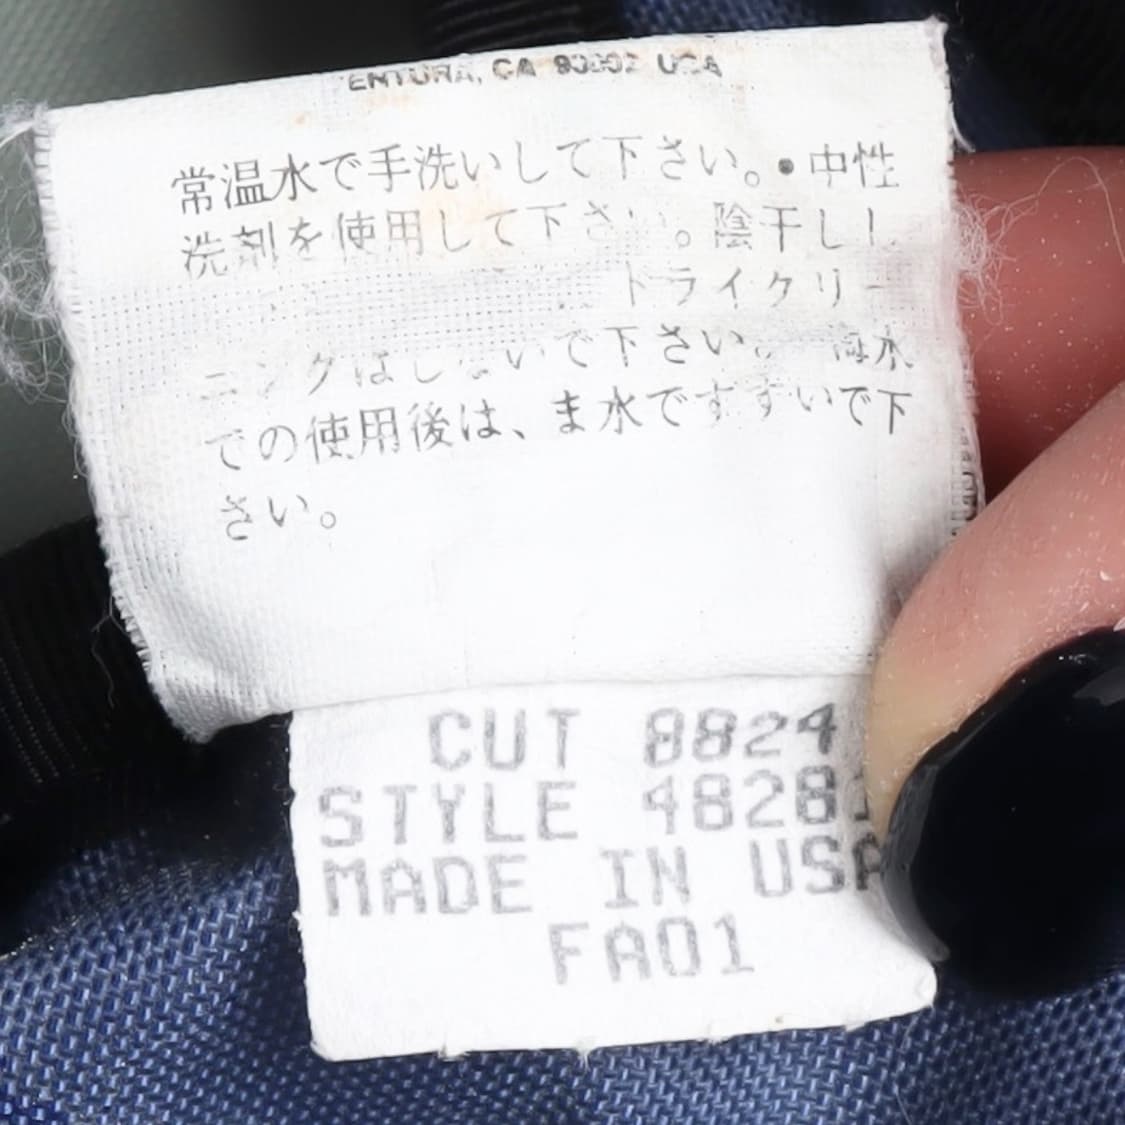 ENTURA, CA USA
常温水で手洗いして下さい。•中性
洗剤を使用して下さい。陰干しし
ドライクリー
ニングはしないで下さい。 海水
での使用後は、ま水ですすいで下
さい。
CUT 8824
STYLE 48281
MADE IN USA
FA01